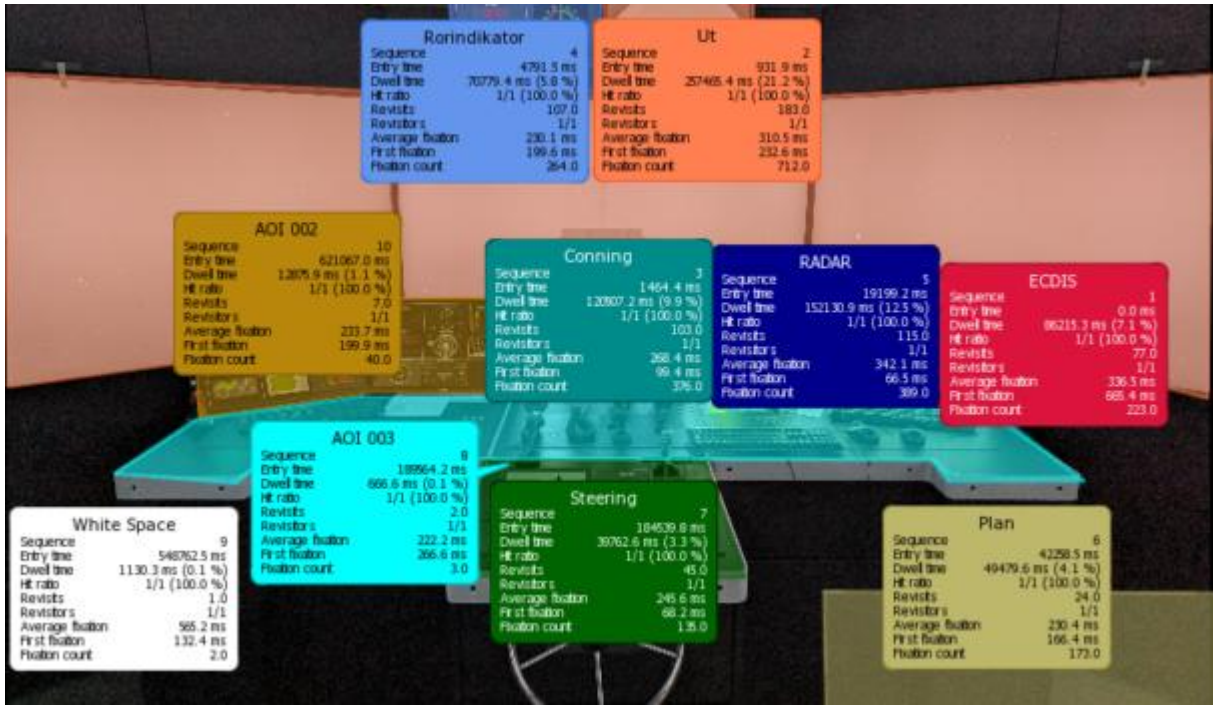 Rorindikator
Sequence 4
Entry time 4791.5 ms
Dwell time 70779.4 ms (5.8 %)
Hit ratio 1/1 (100.0 %)
Revisits 107.0
Revisitors 1/1
Average fixation 230.1 ms
First fixation 199.6 ms
Fixation count 264.0
Ut
Sequence 2
Entry time 931.9 ms
Dwell time 257465.4 ms (21.2 %)
Hit ratio 1/1 (100.0 %)
Revisits 183.0
Revisitors 1/1
Average fixation 310.5 ms
First fixation 232.6 ms
Fixation count 712.0
AOI 002
Sequence 10
Entry time 621067.0 ms
Dwell time 12875.9 ms (1.1 %)
Hit ratio 1/1 (100.0 %)
Revisits 7.0
Revisitors 1/1
Average fixation 233.7 ms
First fixation 199.9 ms
Fixation count 40.0
Conning
Sequence 3
Entry time 1464.4 ms
Dwell time 120907.2 ms (9.9 %)
Hit ratio 1/1 (100.0 %)
Revisits 103.0
Revisitors 1/1
Average fixation 268.4 ms
First fixation 99.4 ms
Fixation count 376.0
RADAR
Sequence 5
Entry time 19199.2 ms
Dwell time 152130.9 ms (12.5 %)
Hit ratio 1/1 (100.0 %)
Revisits 115.0
Revisitors 1/1
Average fixation 342.1 ms
First fixation 66.5 ms
Fixation count 389.0
ECDIS
Sequence 1
Entry time 0.0 ms
Dwell time 86215.3 ms (7.1 %)
Hit ratio 1/1 (100.0 %)
Revisits 77.0
Revisitors 1/1
Average fixation 336.5 ms
First fixation 665.4 ms
Fixation count 223.0
AOI 003
Sequence 8
Entry time 189564.2 ms
Dwell time 666.6 ms (0.1 %)
Hit ratio 1/1 (100.0 %)
Revisits 2.0
Revisitors 1/1
Average fixation 222.2 ms
First fixation 266.6 ms
Fixation count 3.0
Steering
Sequence 7
Entry time 184539.8 ms
Dwell time 39762.6 ms (3.3 %)
Hit ratio 1/1 (100.0 %)
Revisits 45.0
Revisitors 1/1
Average fixation 245.6 ms
First fixation 68.2 ms
Fixation count 135.0
White Space
Sequence 9
Entry time 548762.5 ms
Dwell time 1130.3 ms (0.1 %)
Hit ratio 1/1 (100.0 %)
Revisits 1.0
Revisitors 1/1
Average fixation 565.2 ms
First fixation 132.4 ms
Fixation count 2.0
Plan
Sequence 6
Entry time 42258.5 ms
Dwell time 49479.6 ms (4.1 %)
Hit ratio 1/1 (100.0 %)
Revisits 24.0
Revisitors 1/1
Average fixation 230.4 ms
First fixation 166.4 ms
Fixation count 173.0